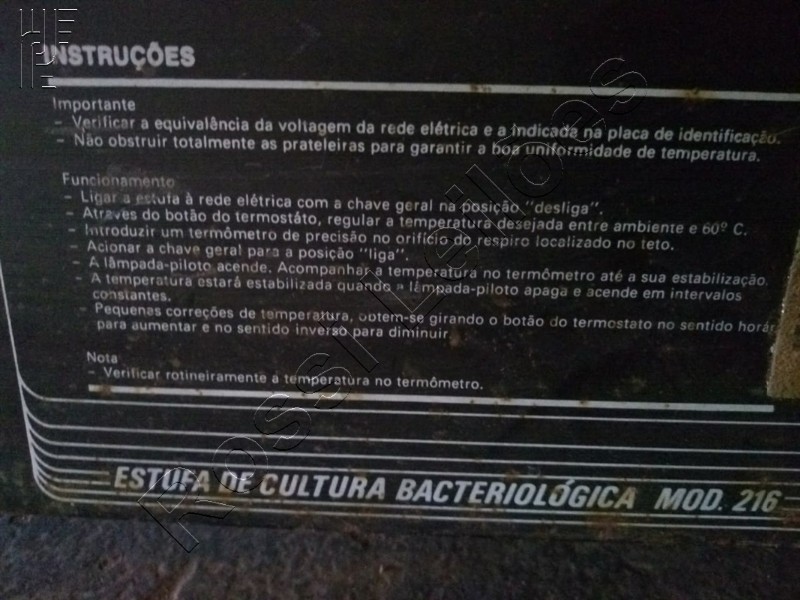 INSTRUÇÕES
Importante
- Verificar a equivalência da voltagem da rede elétrica e a indicada na placa de identificação.
- Não obstruir totalmente as prateleiras para garantir a boa uniformidade de temperatura.
Funcionamento
- Ligar a estufa à rede elétrica com a chave geral na posição "desliga".
- Através do botão do termostáto, regular a temperatura desejada entre ambiente e 60º C.
- Introduzir um termômetro de precisão no orifício do respiro localizado no teto.
- Acionar a chave geral para a posição "liga".
- A lâmpada-piloto acende. Acompanhar a temperatura no termômetro até a sua estabilização.
- A temperatura estará estabilizada quando a lâmpada-piloto apaga e acende em intervalos
constantes.
- Pequenas correções de temperatura, obtem-se girando o botão do termostato no sentido horár
para aumentar e no sentido inverso para diminuir
Nota
- Verificar rotineiramente a temperatura no termômetro.
ESTUFA DE CULTURA BACTERIOLÓGICA MOD. 216
Rossi Leilões